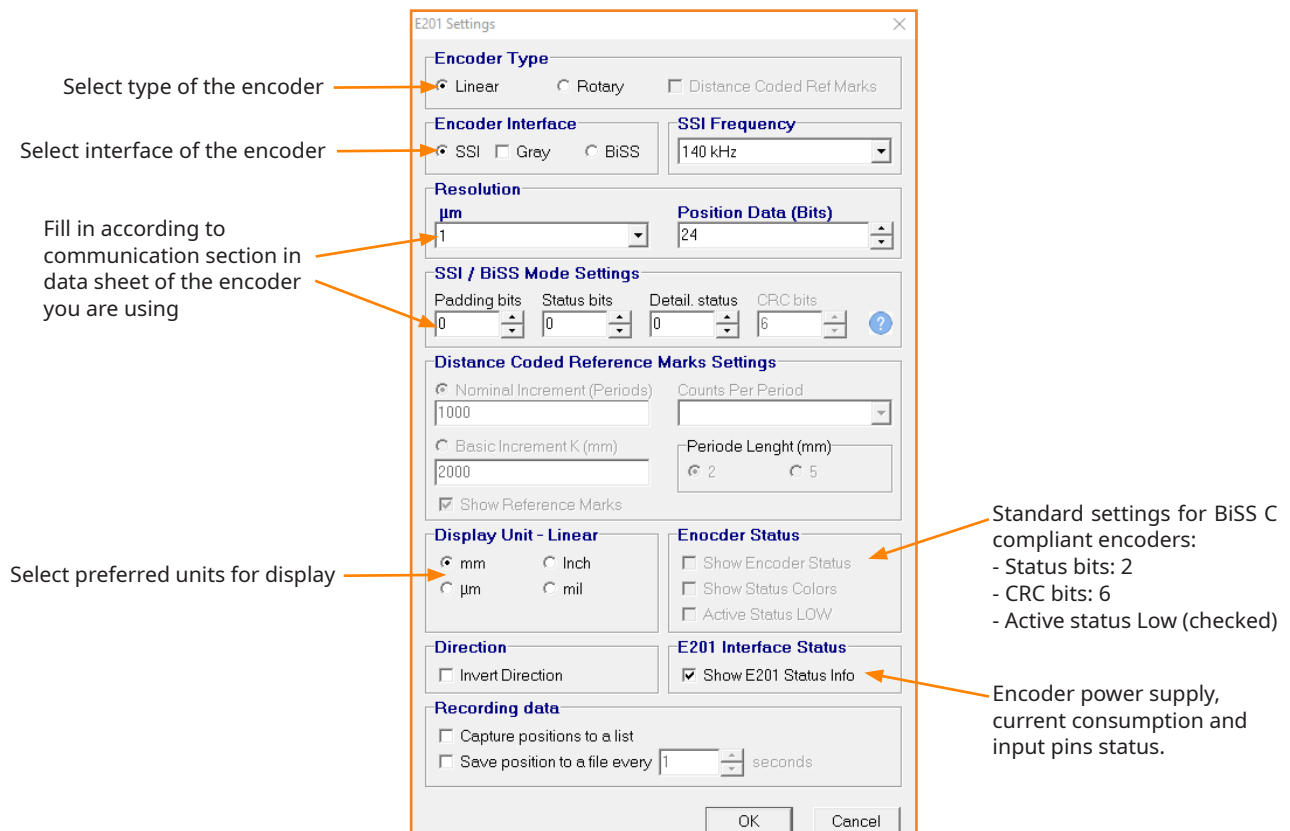 E201 Settings
Encoder Type
Select type of the encoder
Linear
Rotary
Distance Coded Ref Marks
Encoder Interface
SSI Frequency
Select interface of the encoder
SSI
Gray
BiSS
140 kHz
Resolution
µm
Position Data (Bits)
1
24
Fill in according to
communication section in
data sheet of the encoder
you are using
SSI / BiSS Mode Settings
Padding bits
Status bits
Detail. status
CRC bits
0
0
0
6
?
Distance Coded Reference Marks Settings
Nominal Increment (Periods)
Counts Per Period
1000
Basic Increment K (mm)
Periode Lenght (mm)
2000
2
5
Show Reference Marks
Display Unit - Linear
Enocder Status
Select preferred units for display
mm
Inch
µm
mil
Show Encoder Status
Show Status Colors
Active Status LOW
Standard settings for BiSS C
compliant encoders:
- Status bits: 2
- CRC bits: 6
- Active status Low (checked)
Direction
E201 Interface Status
Invert Direction
Show E201 Status Info
Encoder power supply,
current consumption and
input pins status.
Recording data
Capture positions to a list
Save position to a file every
1
seconds
OK
Cancel